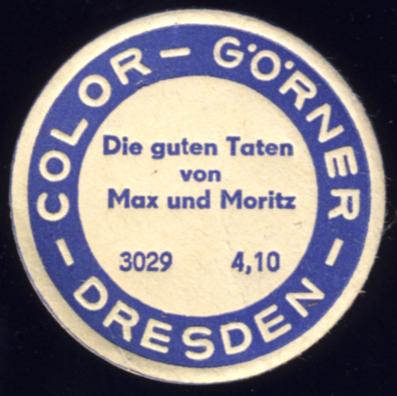 COLOR – GÖRNER – DRESDEN –
Die guten Taten
von
Max und Moritz
3029 4,10